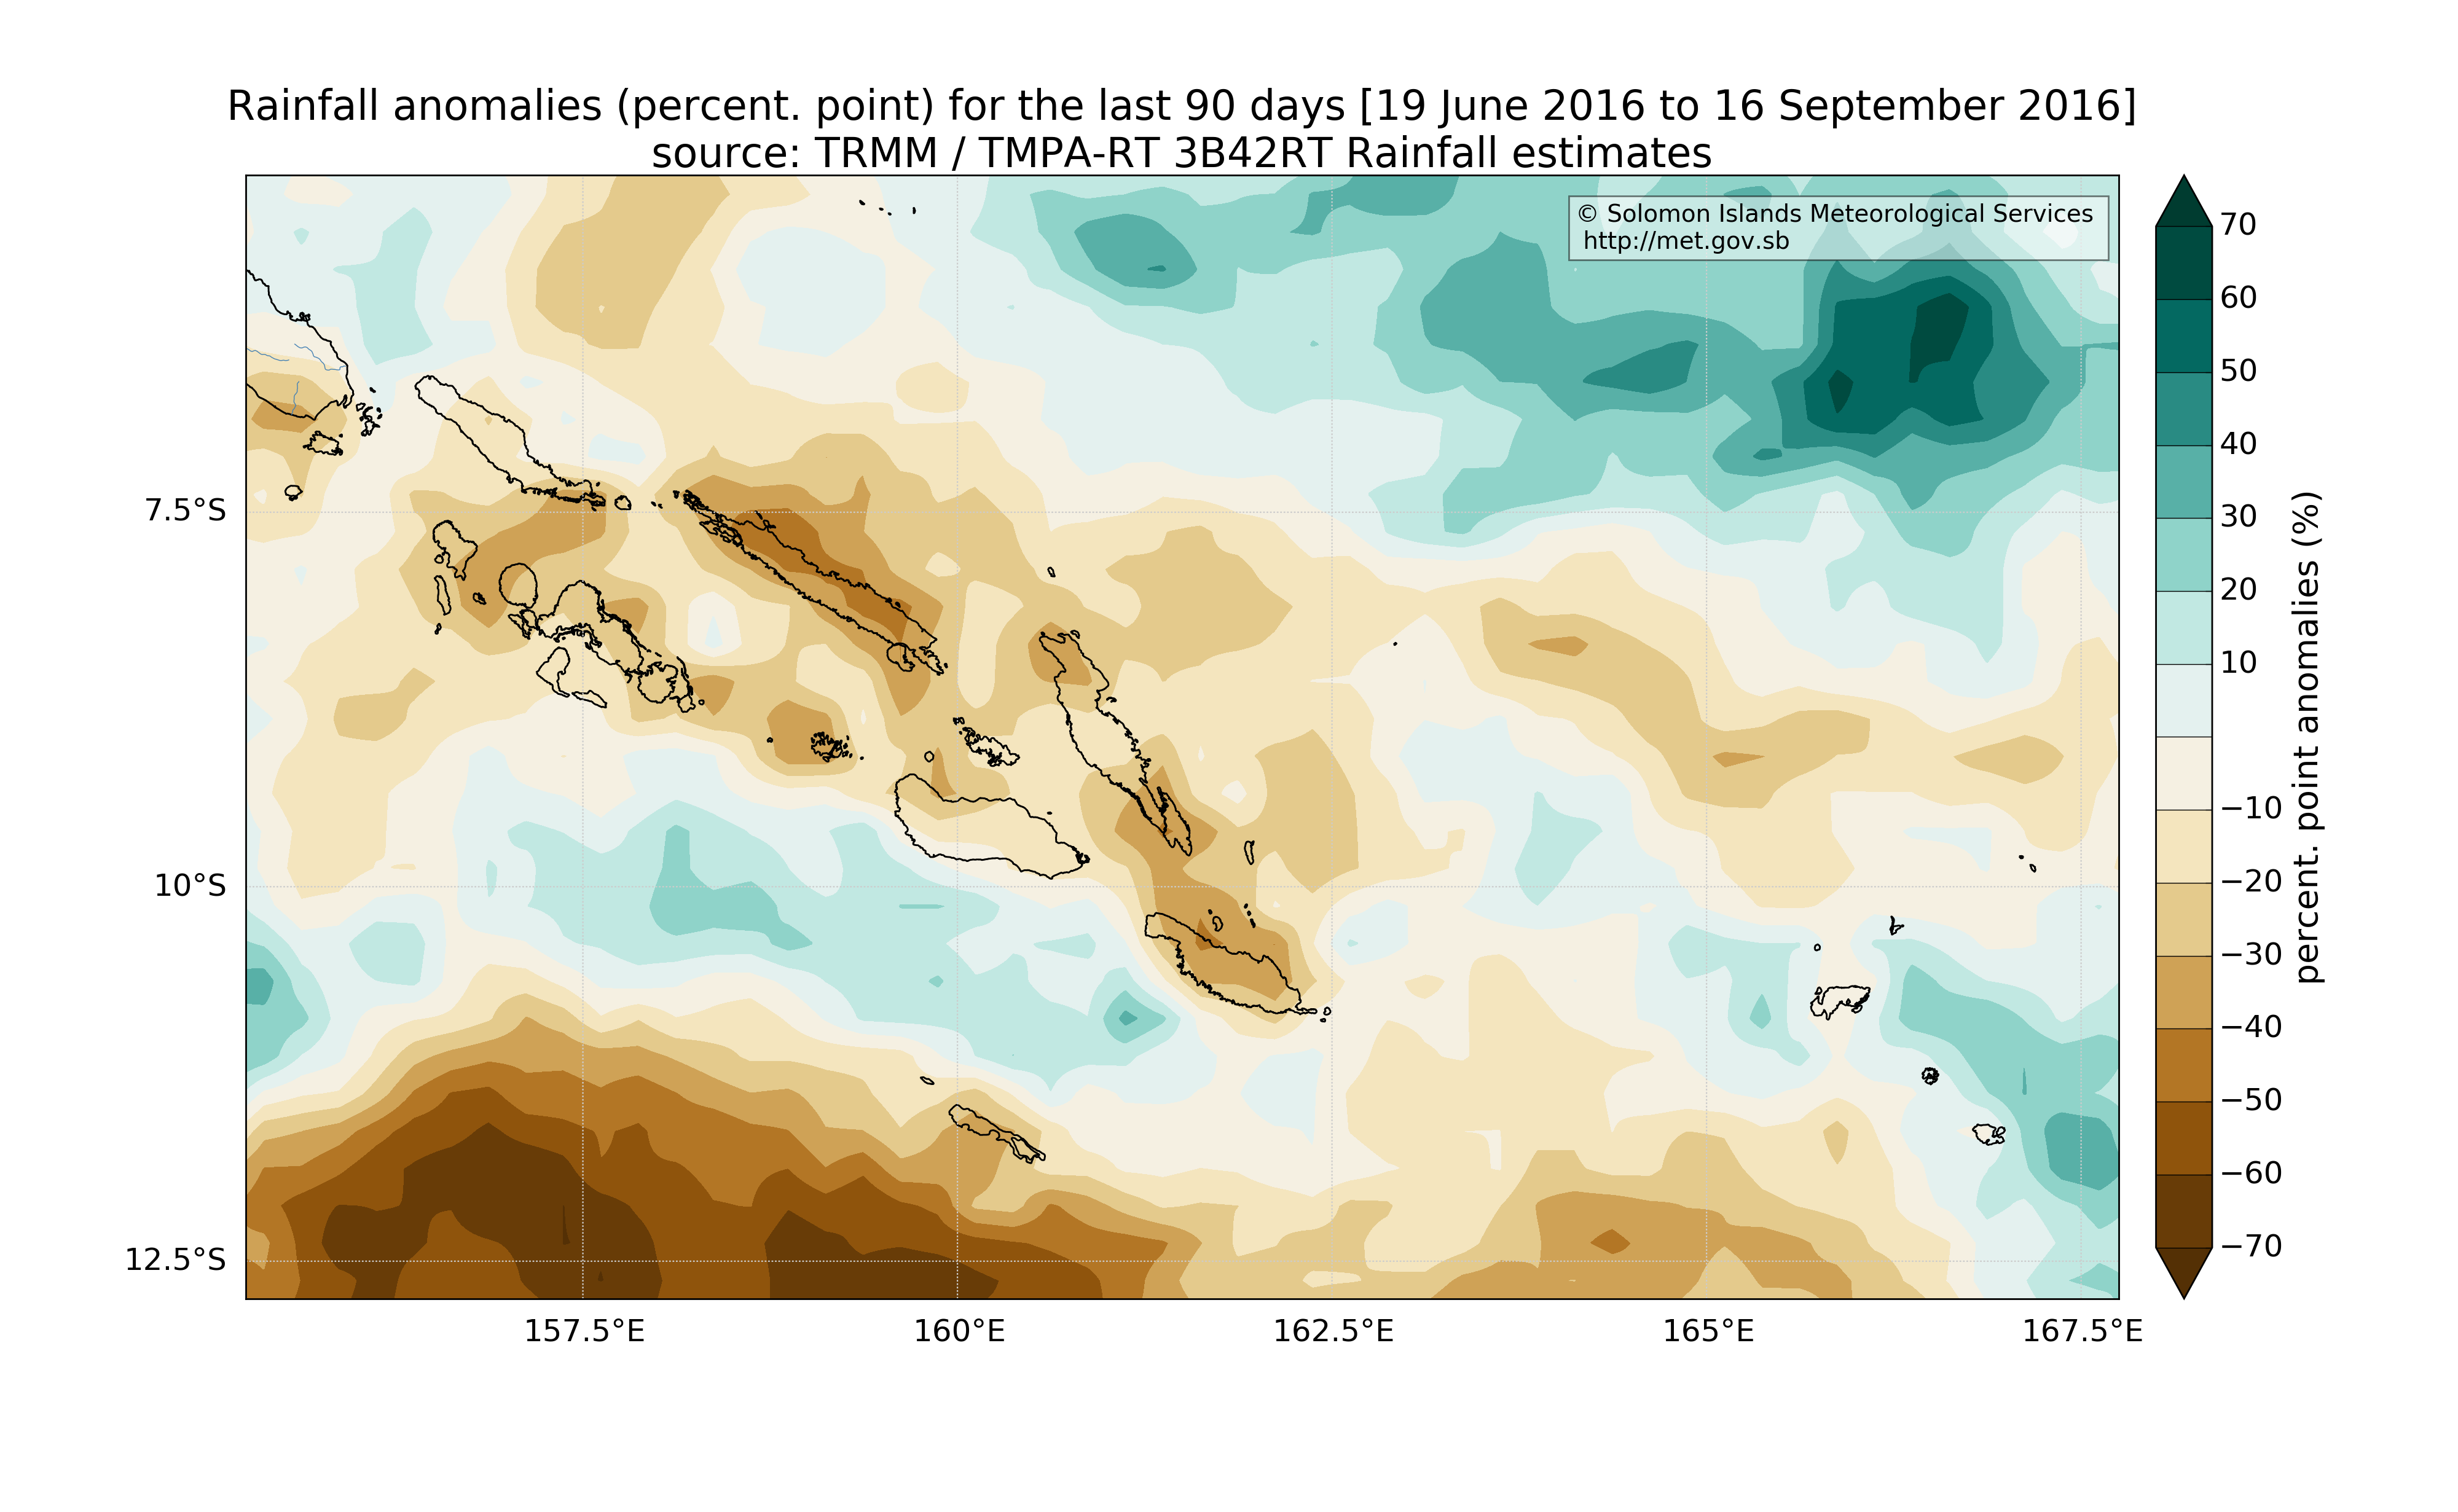 Rainfall anomalies (percent. point) for the last 90 days [19 June 2016 to 16 September 2016]
source: TRMM / TMPA-RT 3B42RT Rainfall estimates
© Solomon Islands Meteorological Services
http://met.gov.sb
7.5°S
10°S
12.5°S
157.5°E
160°E
162.5°E
165°E
167.5°E
70
60
50
40
30
20
10
−10
−20
−30
−40
−50
−60
−70
percent. point anomalies (%)